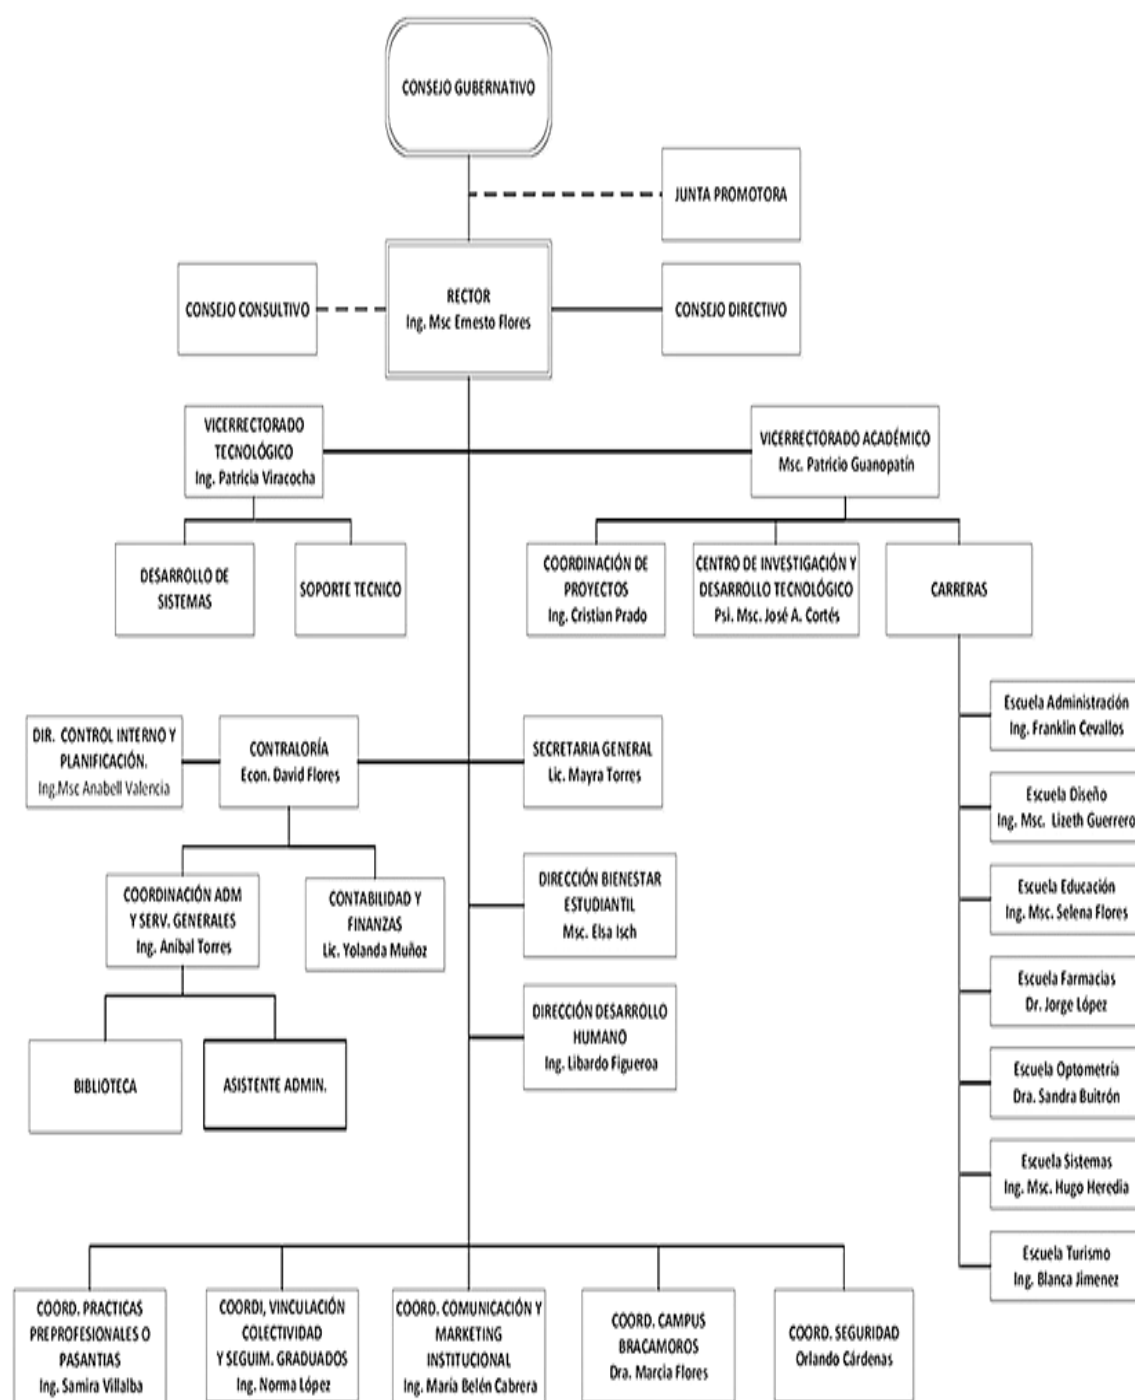 CONSEJO GUBERNATIVO
JUNTA PROMOTORA
CONSEJO CONSULTIVO
RECTOR
Ing. Msc Ernesto Flores
CONSEJO DIRECTIVO
VICERRECTORADO
TECNOLÓGICO
Ing. Patricia Viracocha
VICERRECTORADO ACADÉMICO
Msc. Patricio Guanopatín
DESARROLLO DE
SISTEMAS
SOPORTE TECNICO
COORDINACIÓN DE
PROYECTOS
Ing. Cristian Prado
CENTRO DE INVESTIGACIÓN Y
DESARROLLO TECNOLÓGICO
Psi. Msc. José A. Cortés
CARRERAS
Escuela Administración
Ing. Franklin Cevallos
Escuela Diseño
Ing. Msc. Lizeth Guerrero
Escuela Educación
Ing. Msc. Selena Flores
Escuela Farmacias
Dr. Jorge López
Escuela Optometría
Dra. Sandra Buitrón
Escuela Sistemas
Ing. Msc. Hugo Heredia
Escuela Turismo
Ing. Blanca Jimenez
DIR. CONTROL INTERNO Y
PLANIFICACIÓN.
Ing.Msc Anabell Valencia
CONTRALORÍA
Econ. David Flores
SECRETARIA GENERAL
Lic. Mayra Torres
COORDINACIÓN ADM
Y SERV. GENERALES
Ing. Aníbal Torres
CONTABILIDAD Y
FINANZAS
Lic. Yolanda Muñoz
DIRECCIÓN BIENESTAR
ESTUDIANTIL
Msc. Elsa Isch
DIRECCIÓN DESARROLLO
HUMANO
Ing. Libardo Figueroa
BIBLIOTECA
ASISTENTE ADMIN.
COORD. PRACTICAS
PREPROFESIONALES O
PASANTIAS
Ing. Samira Villalba
COORDI, VINCULACIÓN
COLECTIVIDAD
Y SEGUIM. GRADUADOS
Ing. Norma López
COORD. COMUNICACIÓN Y
MARKETING
INSTITUCIONAL
Ing. María Belén Cabrera
COORD. CAMPUS
BRACAMOROS
Dra. Marcia Flores
COORD. SEGURIDAD
Orlando Cárdenas